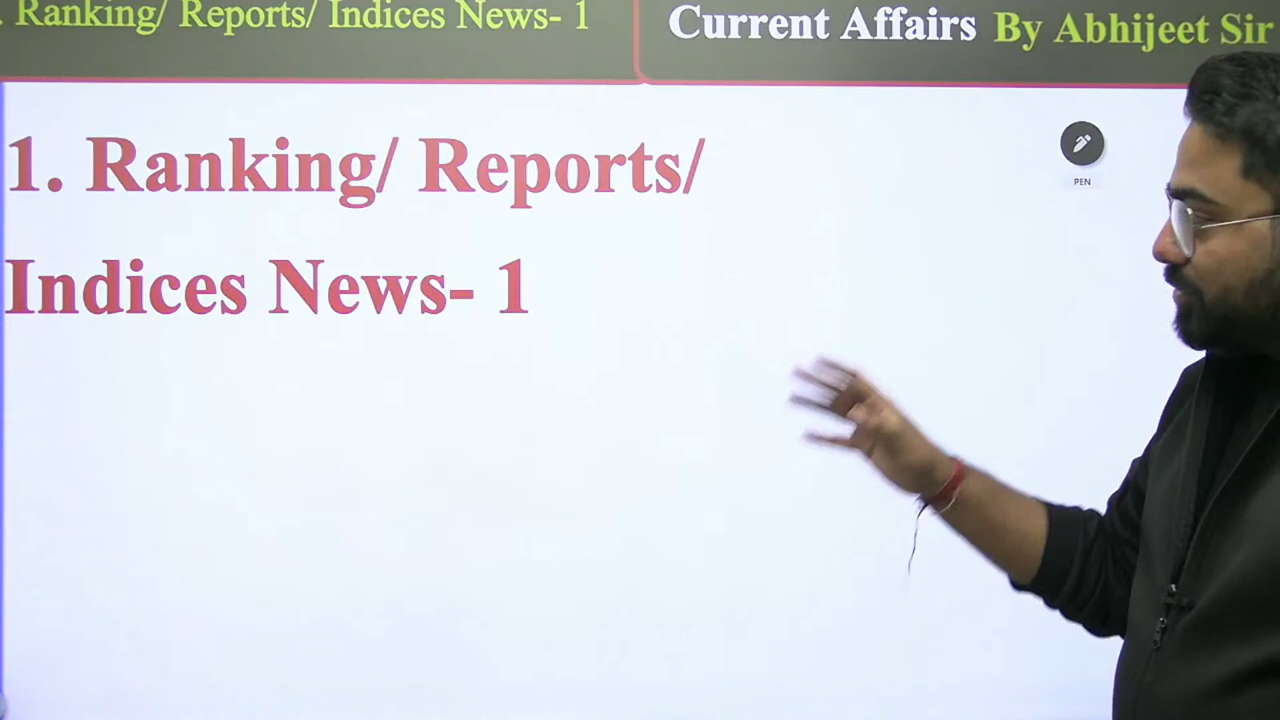 . Ranking/ Reports/ Indices News- 1
Current Affairs By Abhijeet Sir
1. Ranking/ Reports/
Indices News- 1
PEN